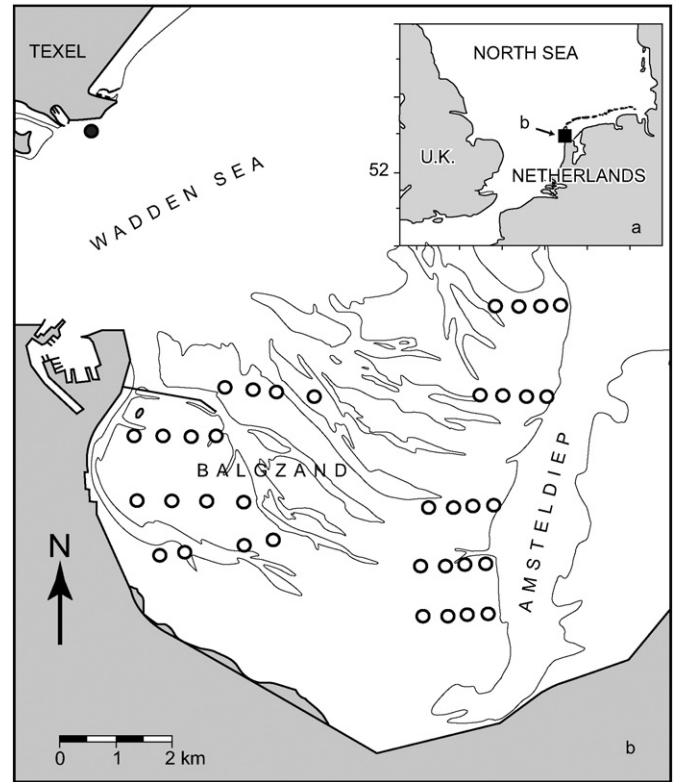 TEXEL
NORTH SEA
b
U.K.
52
NETHERLANDS
a
WADDEN SEA
BALGZAND
AMSTELDIEP
N
0 1 2 km
b